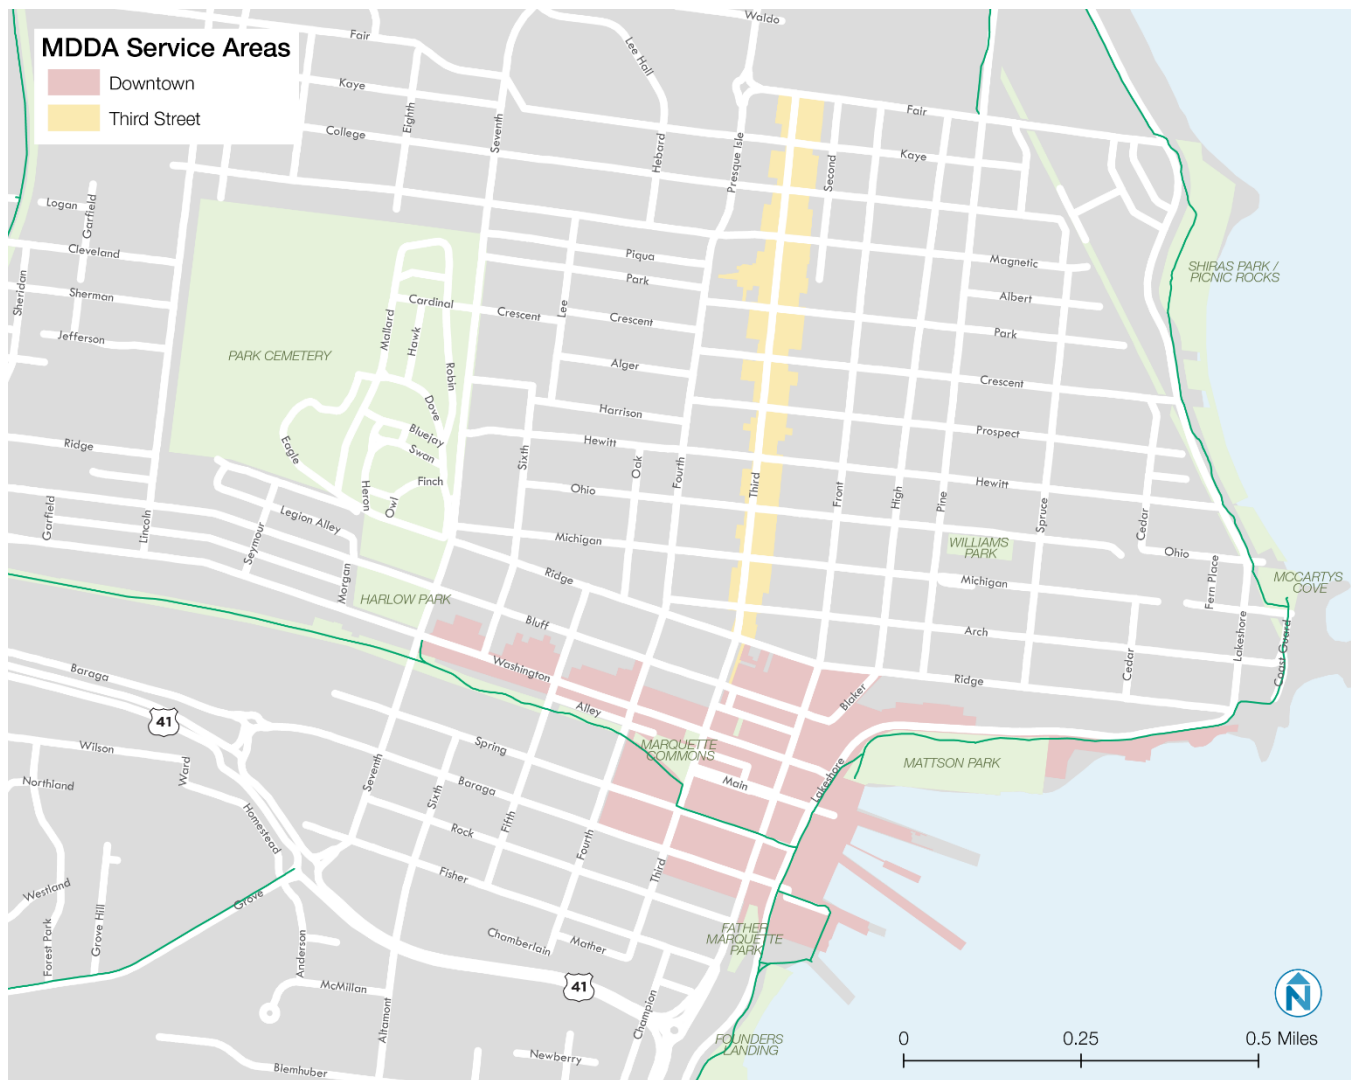 MDDA Service Areas
Downtown
Third Street
Waldo
Fair
Lee Hall
Kaye
Eighth
College
Seventh
Hebard
Presque Isle
Second
Fair
Kaye
Logan
Garfield
Cleveland
Sheridan
Sherman
Jefferson
Piqua
Park
Magnetic
Albert
Park
SHIRAS PARK /
PICNIC ROCKS
Cardinal
Crescent
Lee
Crescent
Mallard
Hawk
PARK CEMETERY
Robin
Alger
Crescent
Dove
Harrison
Prospect
Bluejay
Swan
Eagle
Hewitt
Ridge
Sixth
Oak
Fourth
Third
Front
High
Pine
Hewitt
Finch
Heron
Owl
Ohio
Garfield
Lincoln
Legion Alley
Seymour
Michigan
Spruce
Cedar
WILLIAMS
PARK
Ohio
Fern Place
MCCARTYS
COVE
Morgan
HARLOW PARK
Ridge
Michigan
Bluff
Arch
Lakeshore
Coast Guard
Cedar
Washington
Ridge
Blaker
Baraga
41
Alley
Wilson
Spring
MARQUETTE
COMMONS
MATTSON PARK
Northland
Ward
Seventh
Sixth
Baraga
Main
Lakeshore
Homestead
Rock
Fifth
Fourth
Third
Fisher
Westland
Grove
Forest Park
Grove Hill
Anderson
Chamberlain
Mather
FATHER
MARQUETTE
PARK
McMillan
41
Altamont
Champion
FOUNDERS
LANDING
Newberry
Blemhuber
N
0
0.25
0.5 Miles